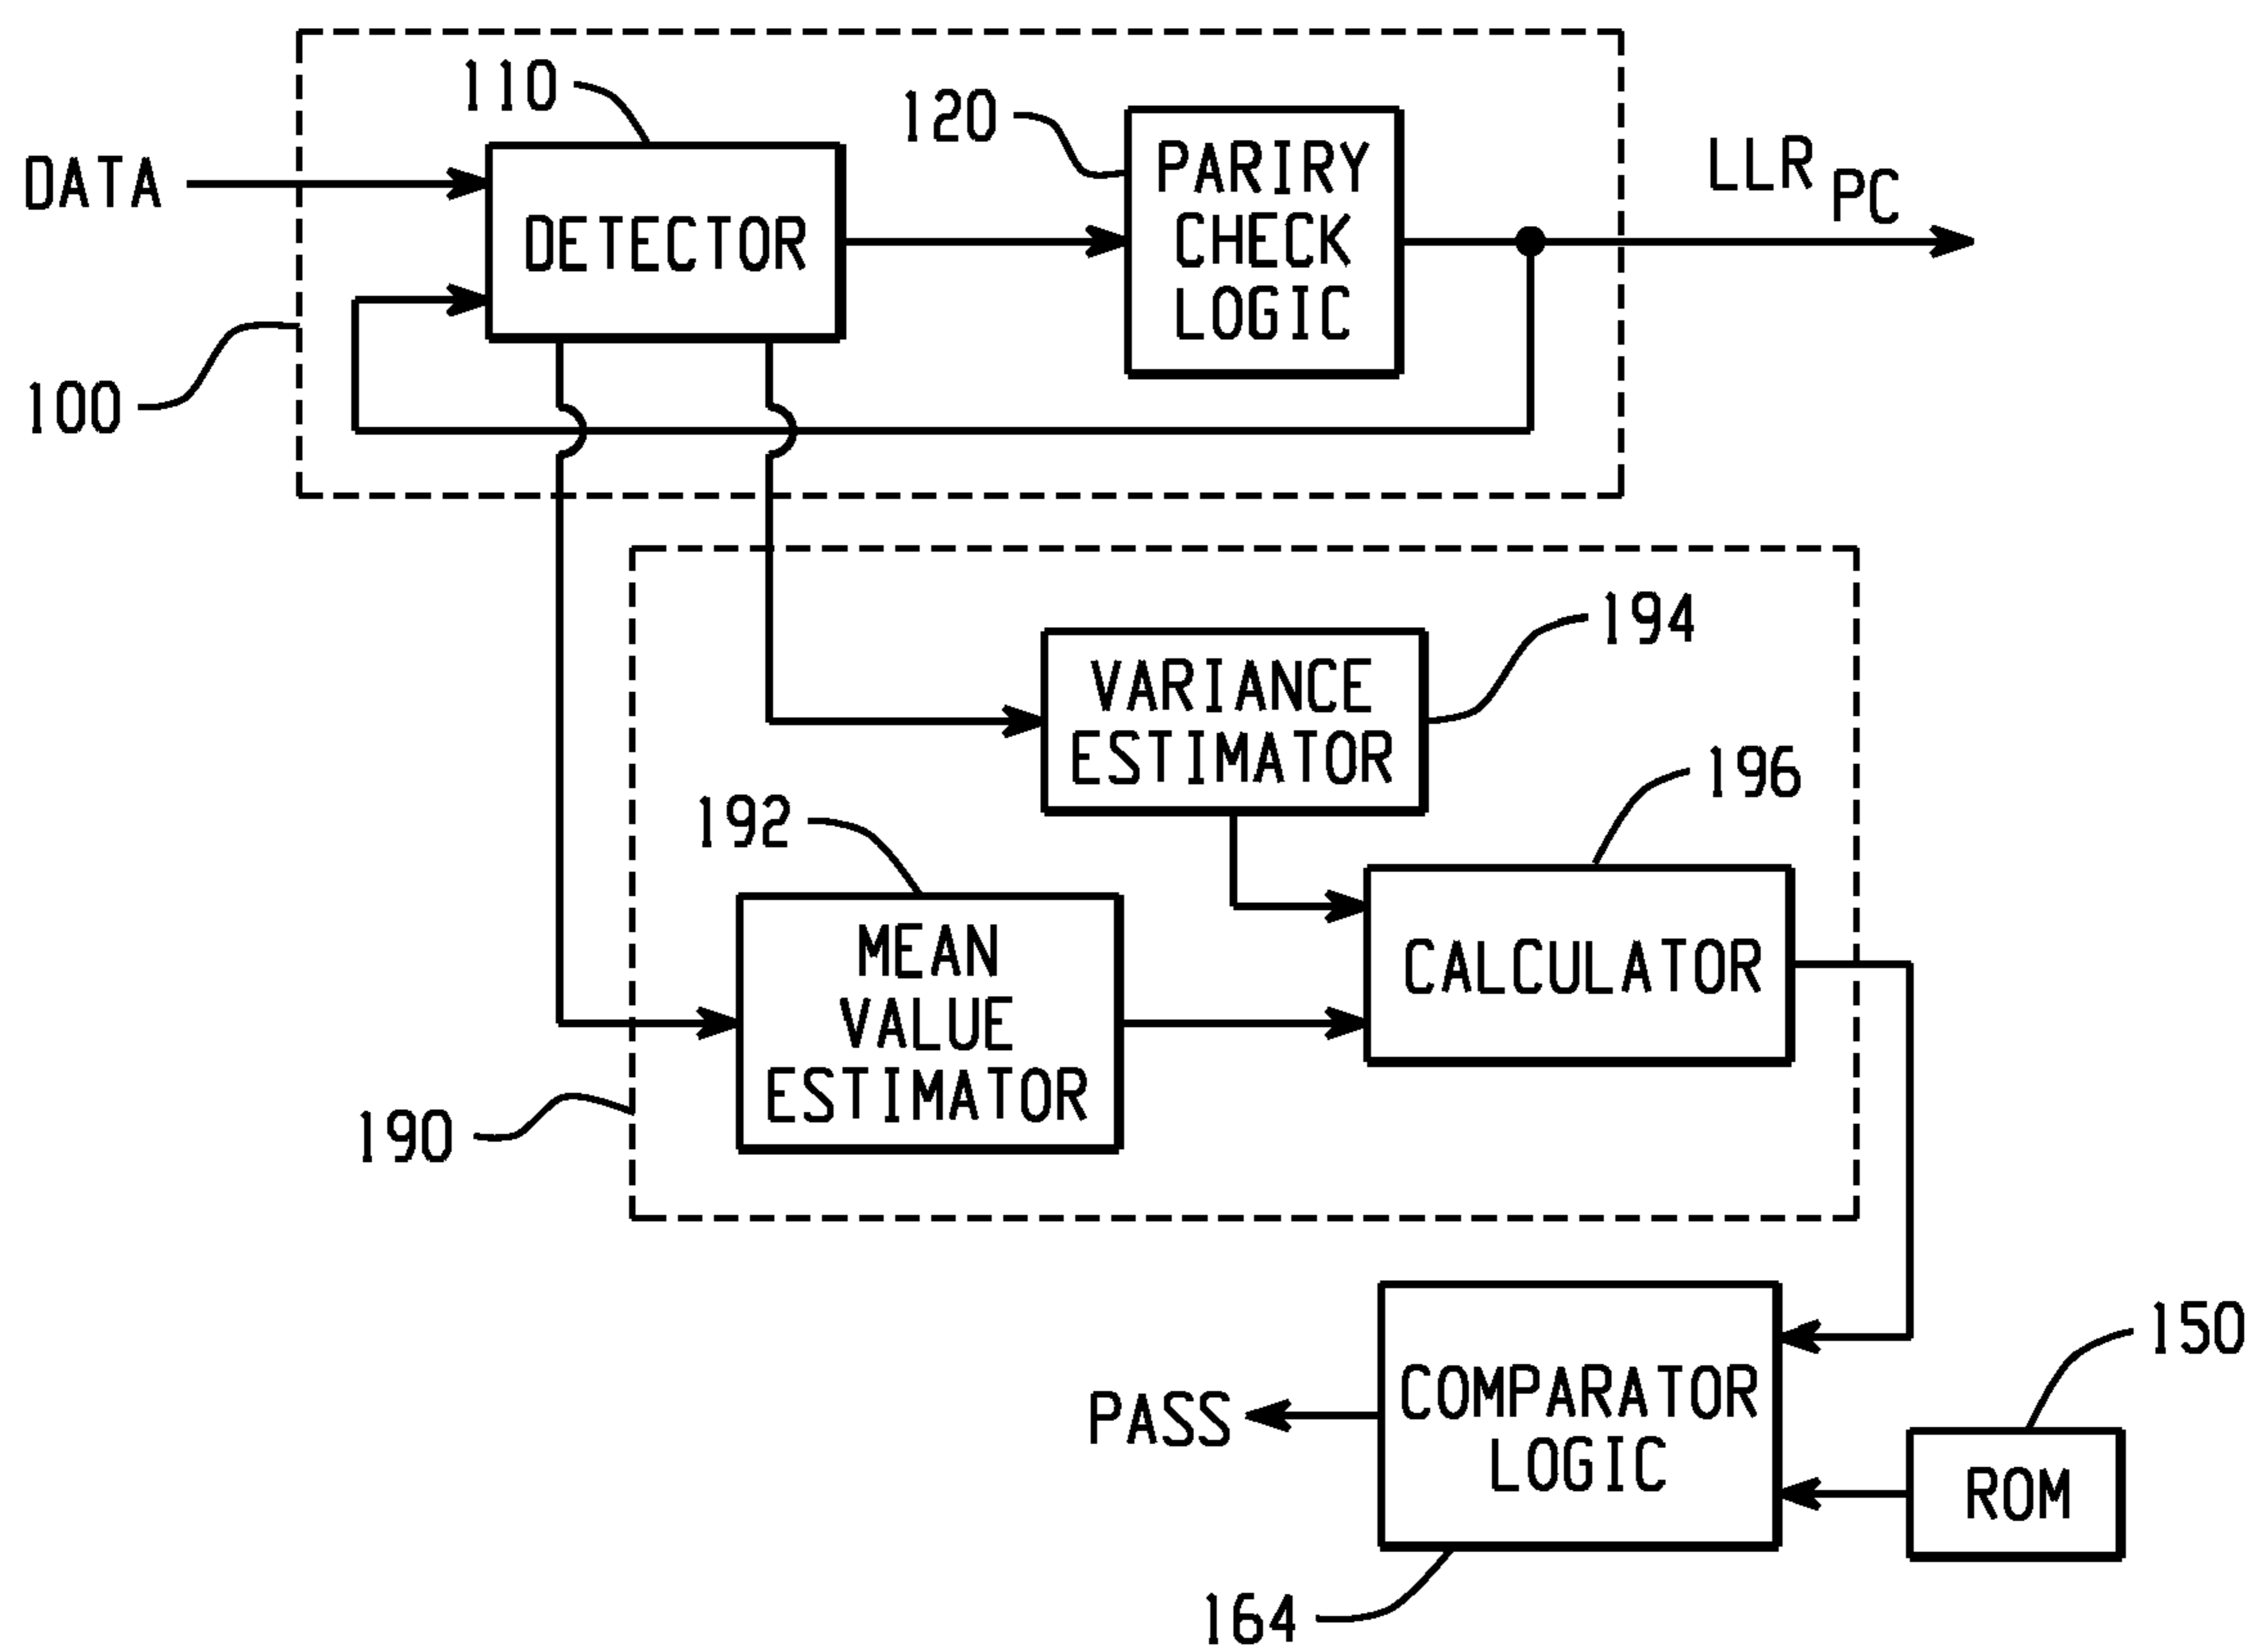 110
120
DATA
DETECTOR
PARIRY
CHECK
LOGIC
LLR PC
100
194
VARIANCE
ESTIMATOR
196
192
MEAN
VALUE
ESTIMATOR
CALCULATOR
190
150
COMPARATOR
LOGIC
PASS
ROM
164